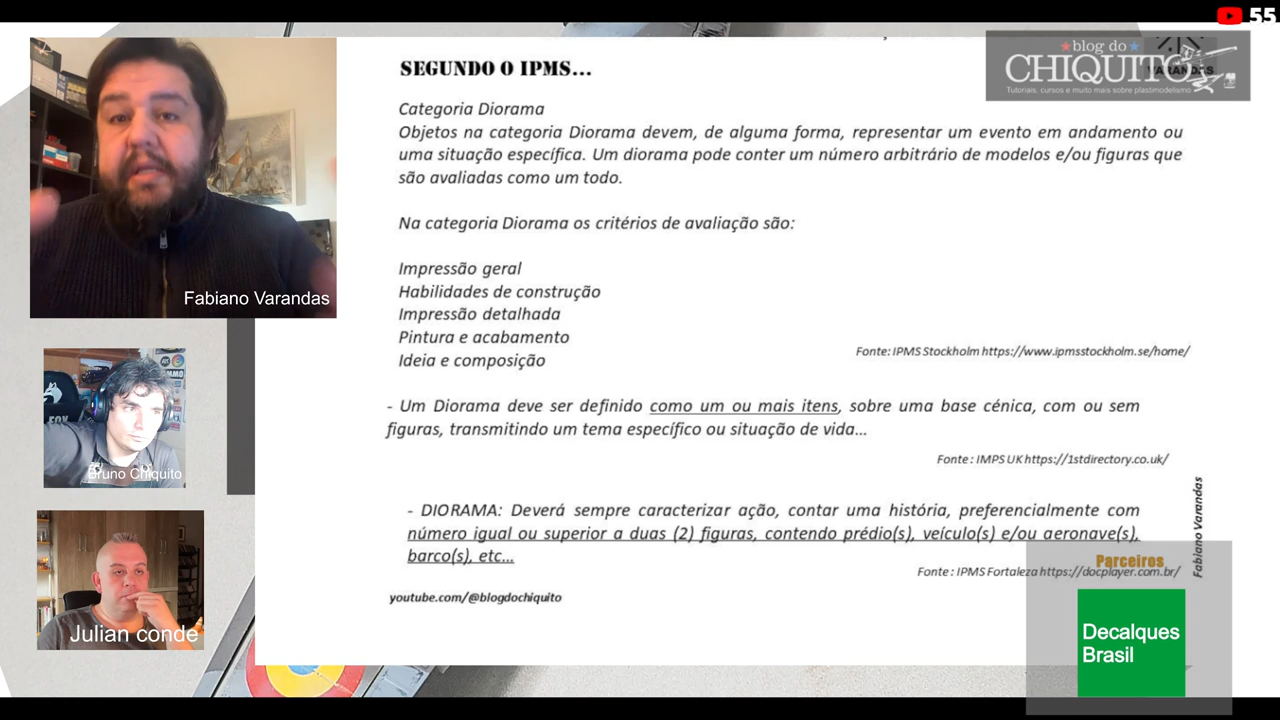 55
blog do
CHIQUITO
VARANDAS
Tutoriais, cursos e muito mais sobre plastimodelismo
SEGUNDO O IPMS...
Categoria Diorama
Objetos na categoria Diorama devem, de alguma forma, representar um evento em andamento ou
uma situação específica. Um diorama pode conter um número arbitrário de modelos e/ou figuras que
são avaliadas como um todo.
Na categoria Diorama os critérios de avaliação são:
Impressão geral
Habilidades de construção
Impressão detalhada
Pintura e acabamento
Ideia e composição
Fonte: IPMS Stockholm https://www.ipmsstockholm.se/home/
- Um Diorama deve ser definido como um ou mais itens, sobre uma base cénica, com ou sem
figuras, transmitindo um tema específico ou situação de vida...
Fonte : IMPS UK https://1stdirectory.co.uk/
- DIORAMA: Deverá sempre caracterizar ação, contar uma história, preferencialmente com
número igual ou superior a duas (2) figuras, contendo prédio(s), veículo(s) e/ou aeronave(s),
barco(s), etc...
Fonte : IPMS Fortaleza https://docplayer.com.br/
youtube.com/@blogdochiquito
Fabiano Varandas
Fabiano Varandas
Bruno Chiquito
Julian conde
Parceiros
Decalques
Brasil